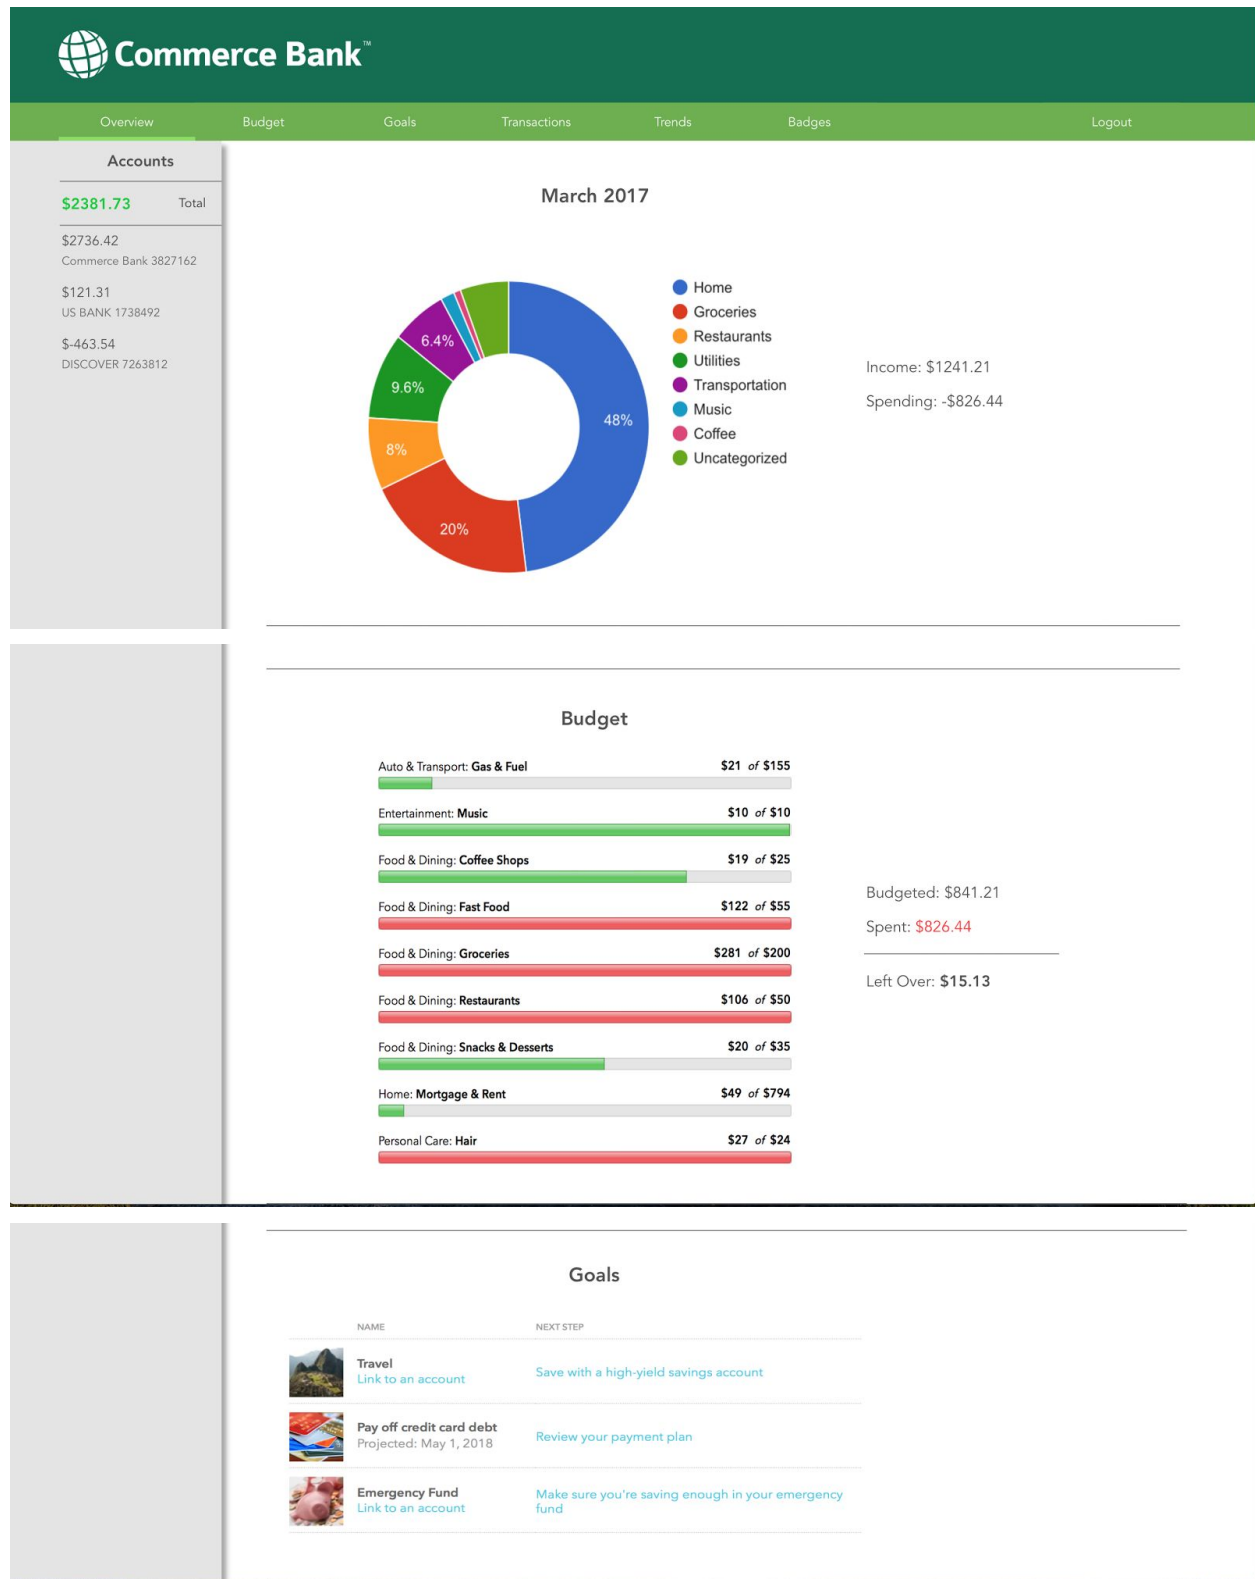 Commerce Bank™
Overview Budget Goals Transactions Trends Badges Logout
Accounts
$2381.73 Total
$2736.42
Commerce Bank 3827162
$121.31
US BANK 1738492
$-463.54
DISCOVER 7263812
March 2017
48%
20%
8%
9.6%
6.4%
Home
Groceries
Restaurants
Utilities
Transportation
Music
Coffee
Uncategorized
Income: $1241.21
Spending: -$826.44
Budget
Auto & Transport: Gas & Fuel $21 of $155
Entertainment: Music $10 of $10
Food & Dining: Coffee Shops $19 of $25
Food & Dining: Fast Food $122 of $55
Food & Dining: Groceries $281 of $200
Food & Dining: Restaurants $106 of $50
Food & Dining: Snacks & Desserts $20 of $35
Home: Mortgage & Rent $49 of $794
Personal Care: Hair $27 of $24
Budgeted: $841.21
Spent: $826.44
Left Over: $15.13
Goals
NAME NEXT STEP
Travel
Link to an account
Save with a high-yield savings account
Pay off credit card debt
Projected: May 1, 2018
Review your payment plan
Emergency Fund
Link to an account
Make sure you're saving enough in your emergency
fund